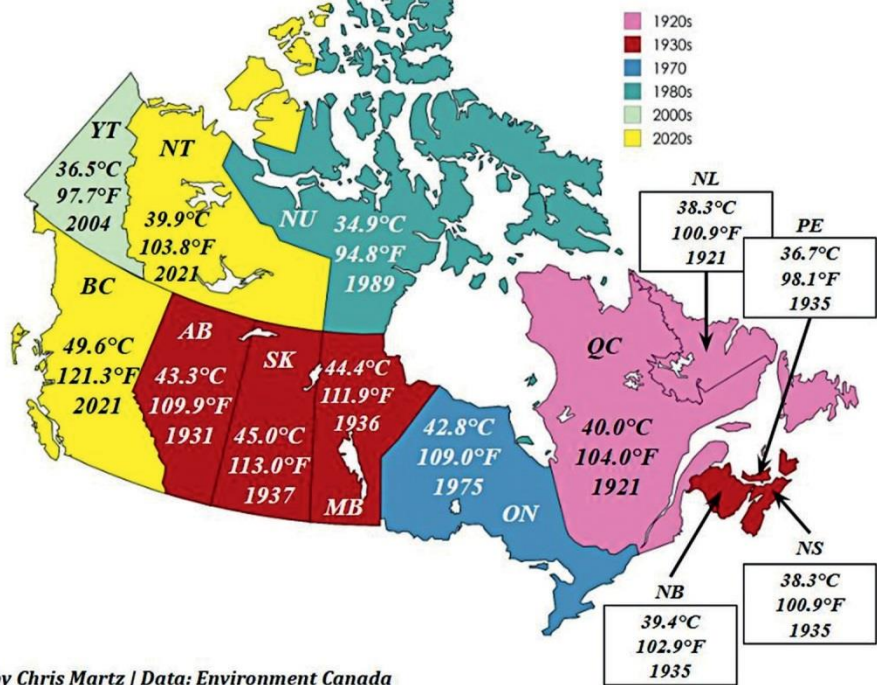 1920s
1930s
1970
1980s
2000s
2020s
YT
36.5°C
97.7°F
2004
NT
39.9°C
103.8°F
2021
NU
34.9°C
94.8°F
1989
BC
49.6°C
121.3°F
2021
AB
43.3°C
109.9°F
1931
SK
45.0°C
113.0°F
1937
44.4°C
111.9°F
1936
MB
42.8°C
109.0°F
1975
ON
QC
40.0°C
104.0°F
1921
NL
38.3°C
100.9°F
1921
PE
36.7°C
98.1°F
1935
NB
39.4°C
102.9°F
1935
NS
38.3°C
100.9°F
1935
by Chris Martz | Data: Environment Canada